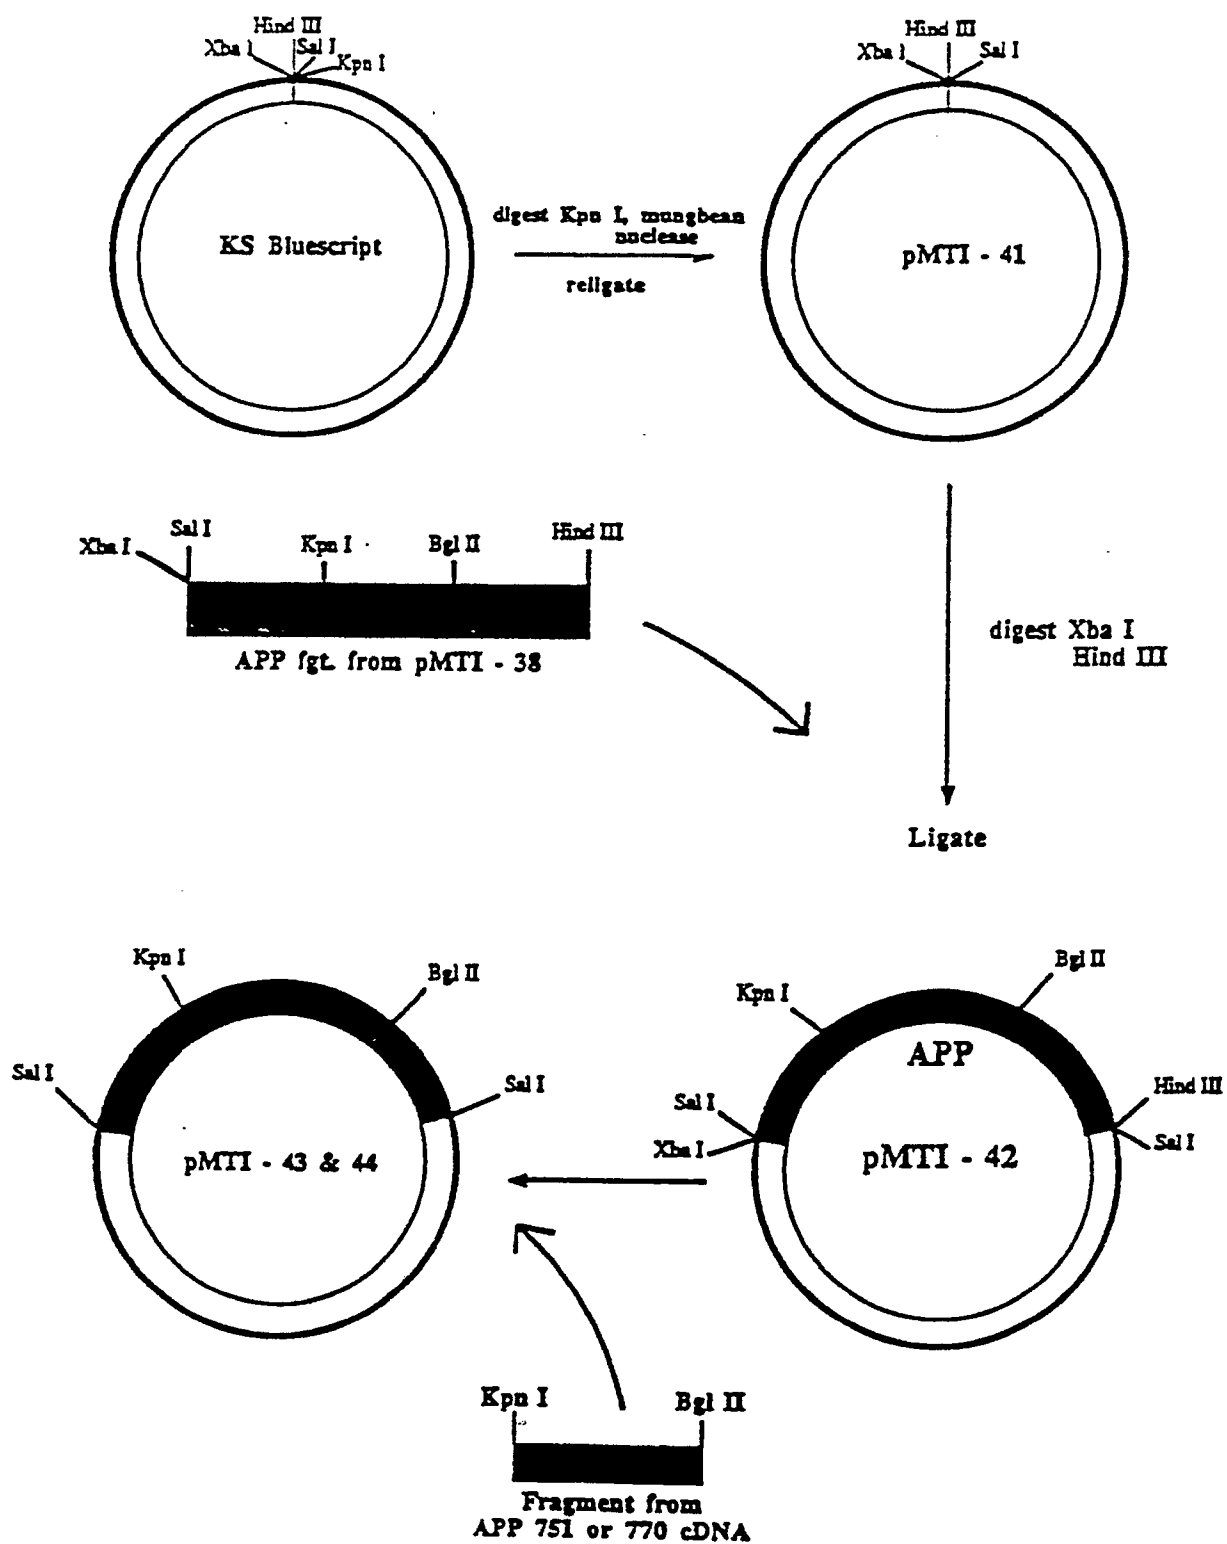 Hind III
Xba I
Sal I
Kpn I
KS Bluescript
digest Kpn I, mungbean
nuclease
religate
Hind III
Xba I
Sal I
pMTI - 41
Xba I
Sal I
Kpn I
Bgl II
Hind III
APP fgt. from pMTI - 38
digest Xba I
Hind III
Ligate
Kpn I
Bgl II
Sal I
Sal I
pMTI - 43 & 44
Kpn I
Bgl II
APP
Sal I
Xba I
Hind III
Sal I
pMTI - 42
Kpn I
Bgl II
Fragment from
APP 751 or 770 cDNA